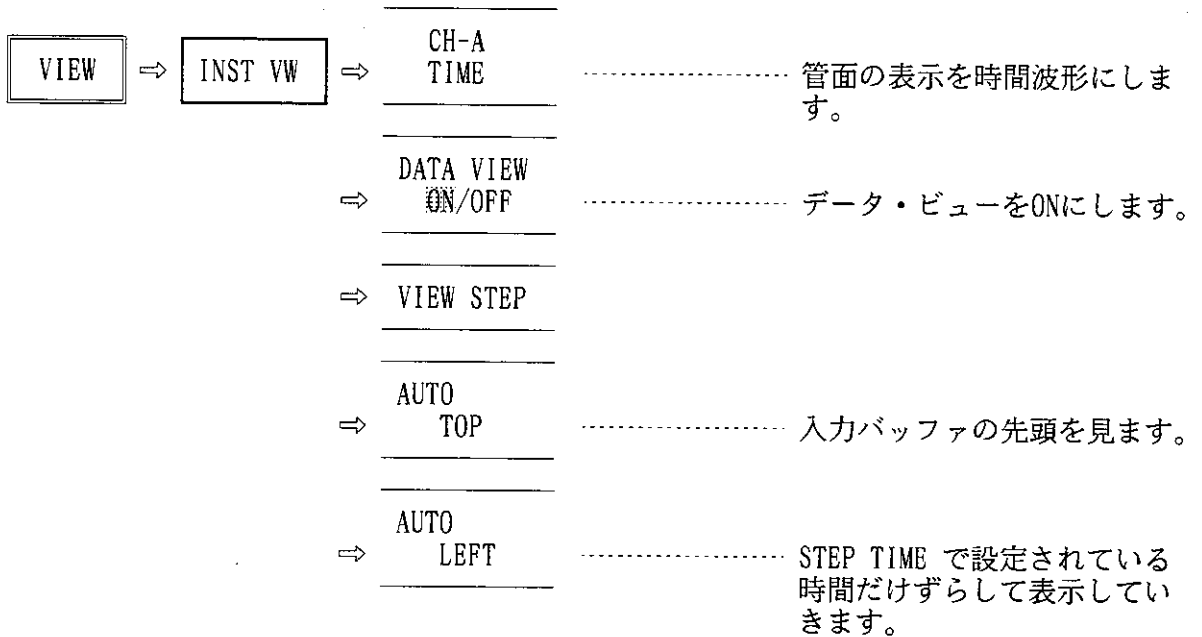 VIEW ⇨ INST VW ⇨ CH-A
TIME ………… 管面の表示を時間波形にしま
す。
⇨ DATA VIEW
ON/OFF ………… データ・ビューをONにします。
⇨ VIEW STEP
AUTO
⇨ TOP ………… 入力バッファの先頭を見ます。
AUTO
⇨ LEFT ………… STEP TIME で設定されている
時間だけずらして表示してい
きます。